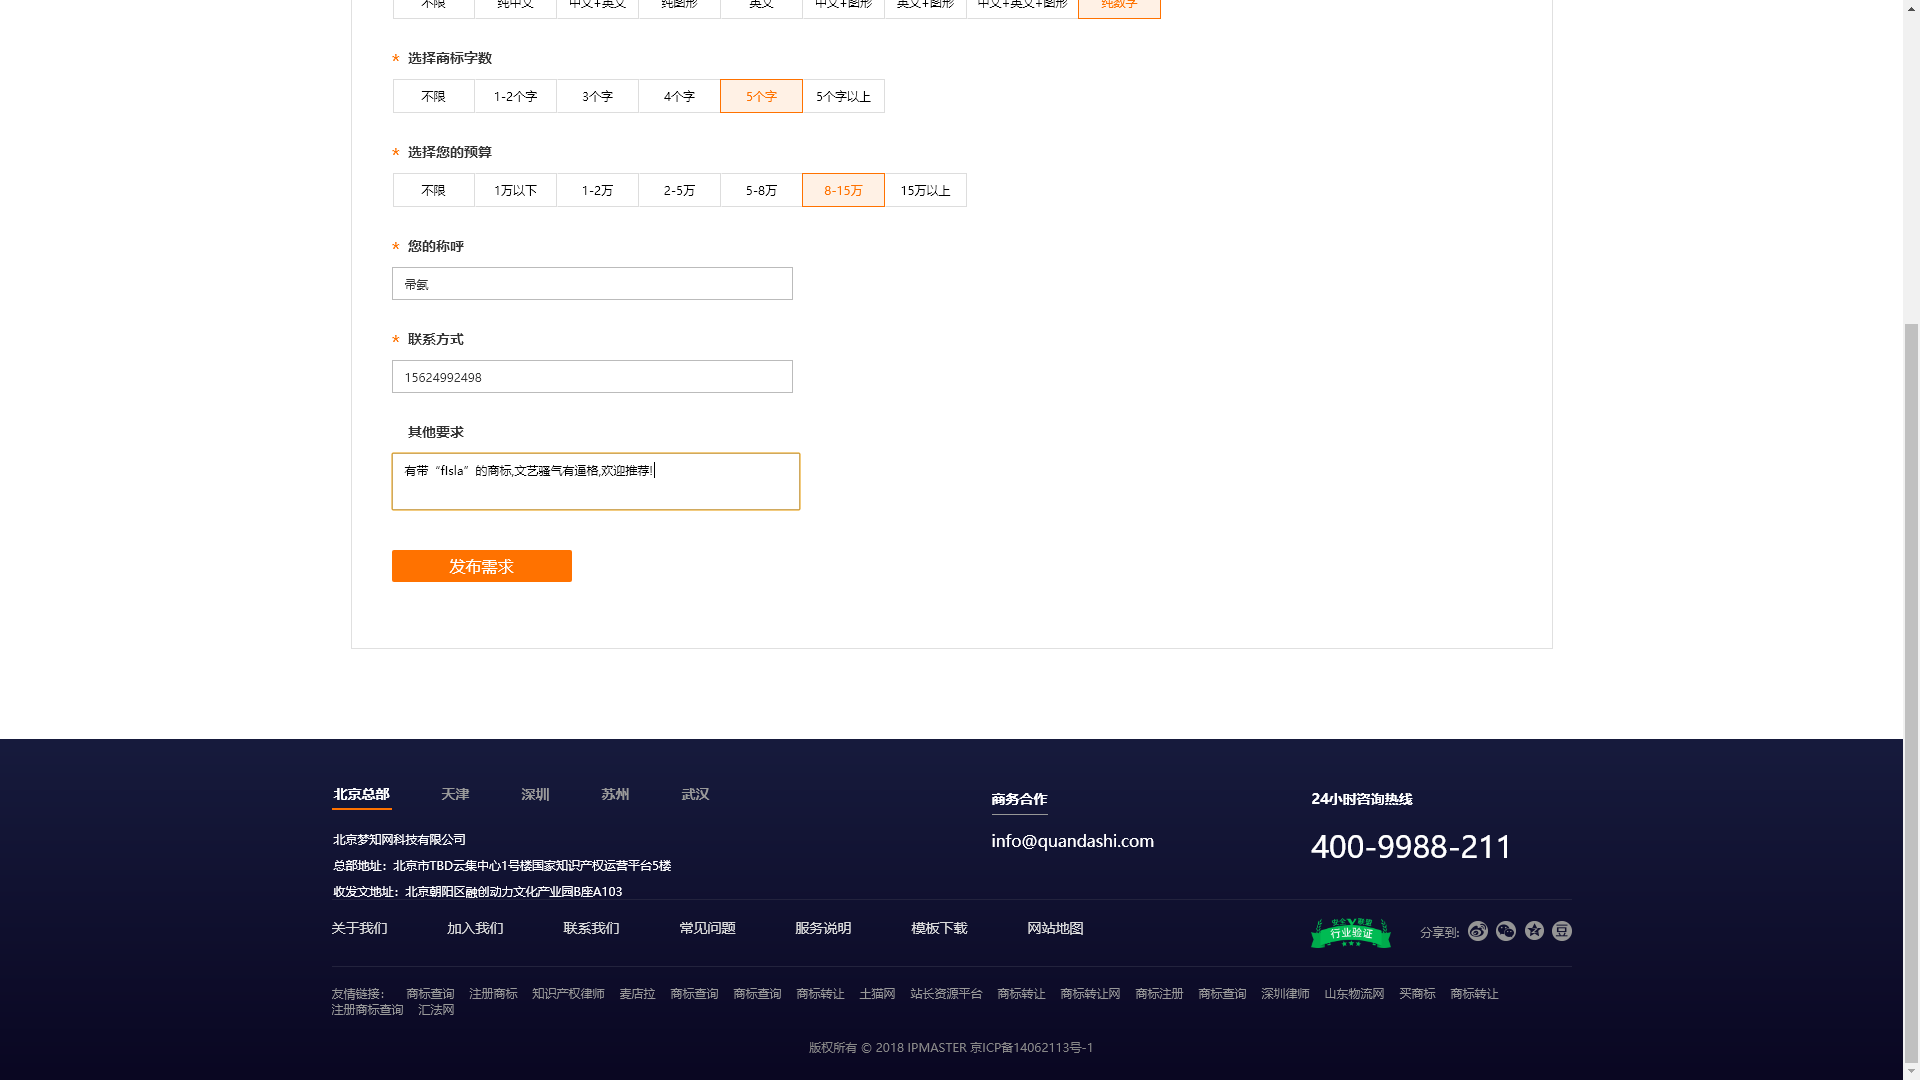 不限 纯中文 中文+英文 纯图形 英文 中文+图形 英文+图形 中文+英文+图形 纯数字
* 选择商标字数
不限 1-2个字 3个字 4个字 5个字 5个字以上
* 选择您的预算
不限 1万以下 1-2万 2-5万 5-8万 8-15万 15万以上
* 您的称呼
* 联系方式
15624992498
其他要求
有带“fIsla”的商标,文艺骚气有逼格,欢迎推荐!
发布需求
北京总部 天津 深圳 苏州 武汉
北京梦知网科技有限公司
总部地址：北京市TBD云集中心1号楼国家知识产权运营平台5楼
收发文地址：北京朝阳区融创动力文化产业园B座A103
商务合作
info@quandashi.com
24小时咨询热线
400-9988-211
关于我们 加入我们 联系我们 常见问题 服务说明 模板下载 网站地图
安全联盟
行业验证
分享到:
友情链接： 商标查询 注册商标 知识产权律师 麦店拉 商标查询 商标查询 商标转让 土猫网 站长资源平台 商标转让 商标转让网 商标注册 商标查询 深圳律师 山东物流网 买商标 商标转让
注册商标查询 汇法网
版权所有 © 2018 IPMASTER 京ICP备14062113号-1